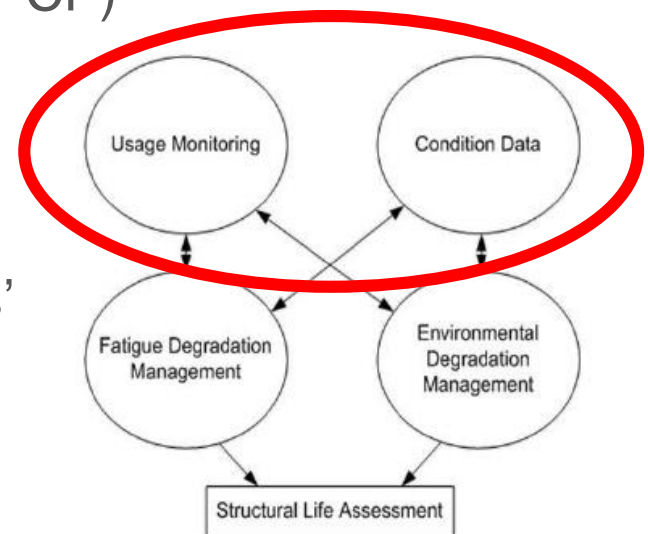 Usage Monitoring
Condition Data
Fatigue Degradation
Management
Environmental
Degradation
Management
Structural Life Assessment